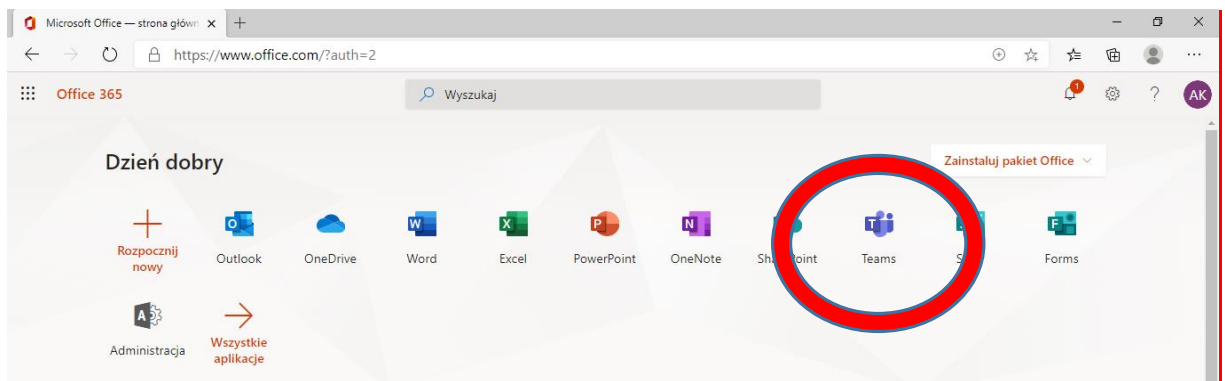 Microsoft Office — strona główn
https://www.office.com/?auth=2
Office 365
Wyszukaj
1
?
AK
Dzień dobry
Zainstaluj pakiet Office
Rozpocznij
nowy
Outlook
OneDrive
Word
Excel
PowerPoint
OneNote
Teams
Forms
Administracja
Wszystkie
aplikacje